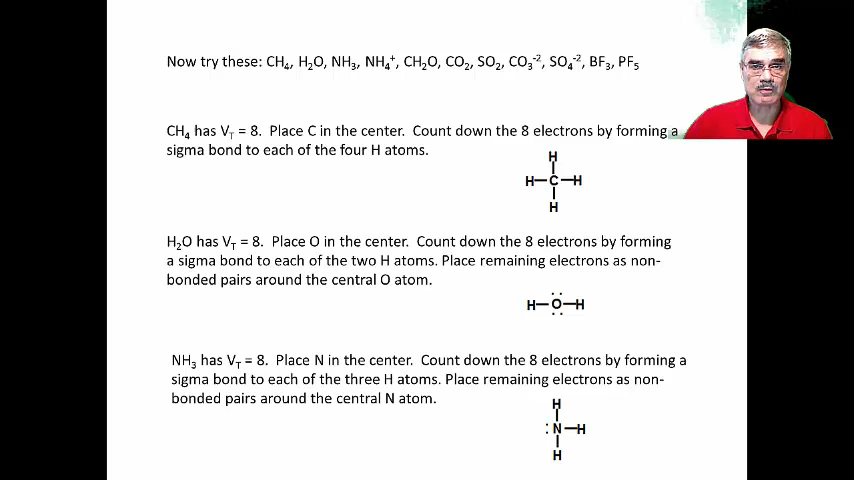 Now try these: CH₄, H₂O, NH₃, NH₄⁺, CH₂O, CO₂, SO₂, CO₃⁻², SO₄⁻², BF₃, PF₅
CH₄ has V_T = 8. Place C in the center. Count down the 8 electrons by forming a
sigma bond to each of the four H atoms.
H
H–C–H
H
H₂O has V_T = 8. Place O in the center. Count down the 8 electrons by forming
a sigma bond to each of the two H atoms. Place remaining electrons as non-
bonded pairs around the central O atom.
H–O–H
NH₃ has V_T = 8. Place N in the center. Count down the 8 electrons by forming a
sigma bond to each of the three H atoms. Place remaining electrons as non-
bonded pairs around the central N atom.
H
:N–H
H